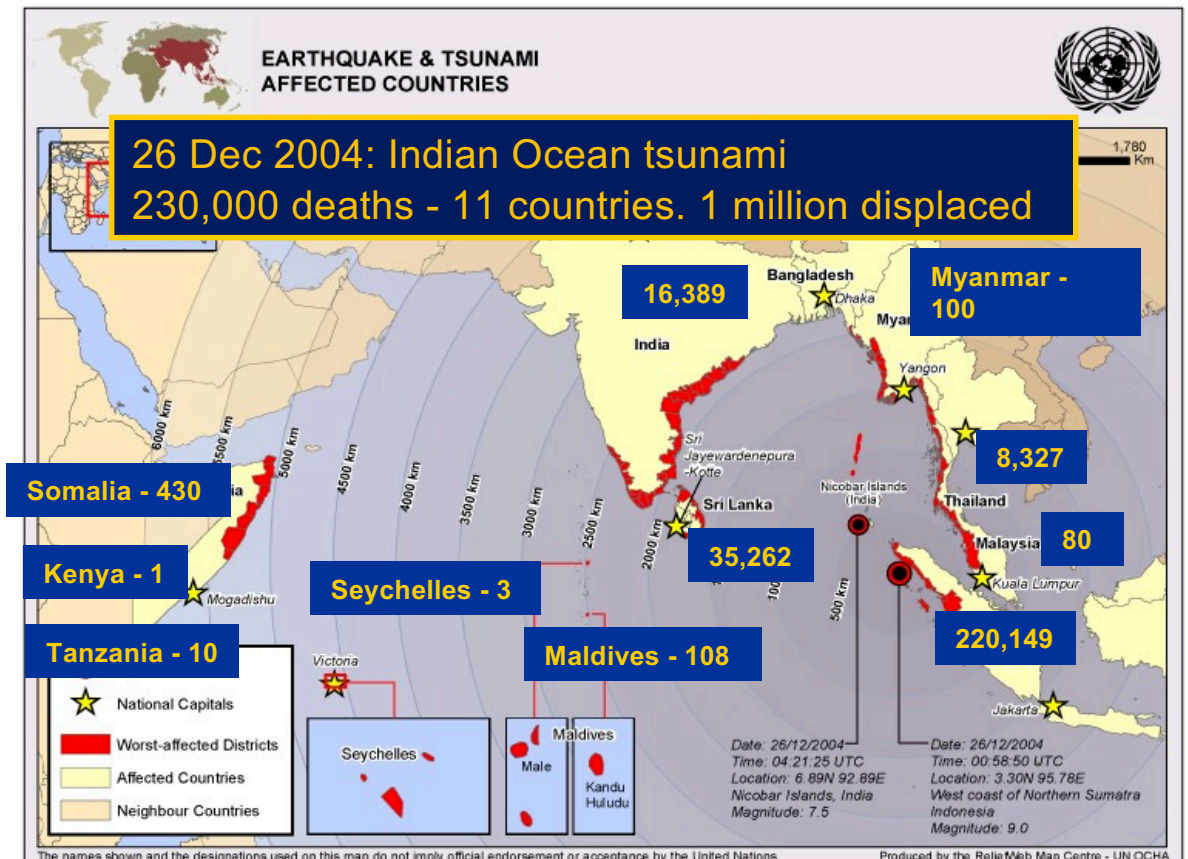 EARTHQUAKE & TSUNAMI
AFFECTED COUNTRIES
26 Dec 2004: Indian Ocean tsunami
230,000 deaths - 11 countries. 1 million displaced
1,780
Km
Bangladesh
Dhaka
Myanmar -
100
16,389
India
Yangon
6000 km
5500 km
5000 km
4500 km
4000 km
3500 km
3000 km
2500 km
2000 km
500 km
Sri
Jayewardenepura
-Kotte
Sri Lanka
35,262
Nicobar Islands
(India)
8,327
Thailand
Malaysia
80
Kuala Lumpur
220,149
Jakarta
Somalia - 430
Kenya - 1
Mogadishu
Tanzania - 10
Seychelles - 3
Maldives - 108
Victoria
National Capitals
Worst-affected Districts
Affected Countries
Neighbour Countries
Seychelles
Maldives
Male
Kandu
Huludu
Date: 26/12/2004
Time: 04:21:25 UTC
Location: 6.89N 92.89E
Nicobar Islands, India
Magnitude: 7.5
Date: 26/12/2004
Time: 00:58:50 UTC
Location: 3.30N 95.78E
West coast of Northern Sumatra
Indonesia
Magnitude: 9.0
The names shown and the designations used on this map do not imply official endorsement or acceptance by the United Nations.
Produced by the ReliefWeb Map Centre - UN OCHA